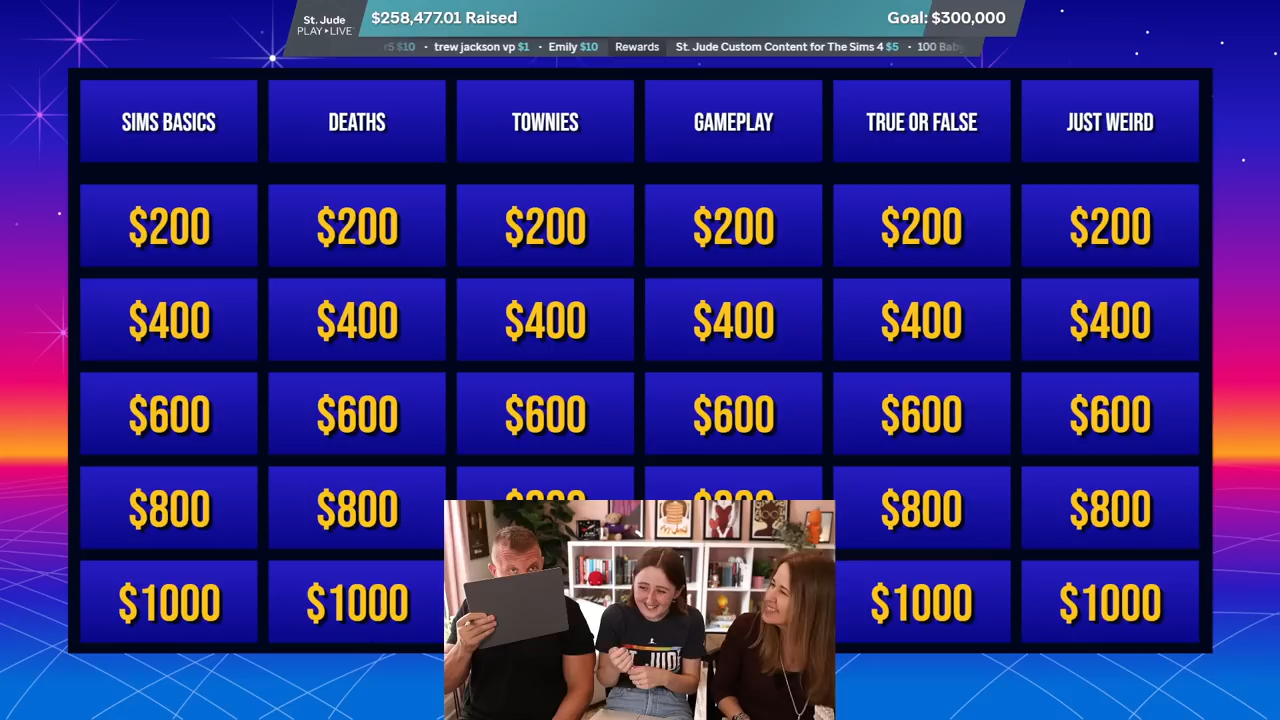 St. Jude
PLAY LIVE
$258,477.01 Raised
Goal: $300,000
$10 · trew jackson vp $1 · Emily $10 Rewards St. Jude Custom Content for The Sims 4 $5 · 100
SIMS BASICS DEATHS TOWNIES GAMEPLAY TRUE OR FALSE JUST WEIRD
$200 $200 $200 $200 $200 $200
$400 $400 $400 $400 $400 $400
$600 $600 $600 $600 $600 $600
$800 $800 $800 $800 $800 $800
$1000 $1000 $1000 $1000